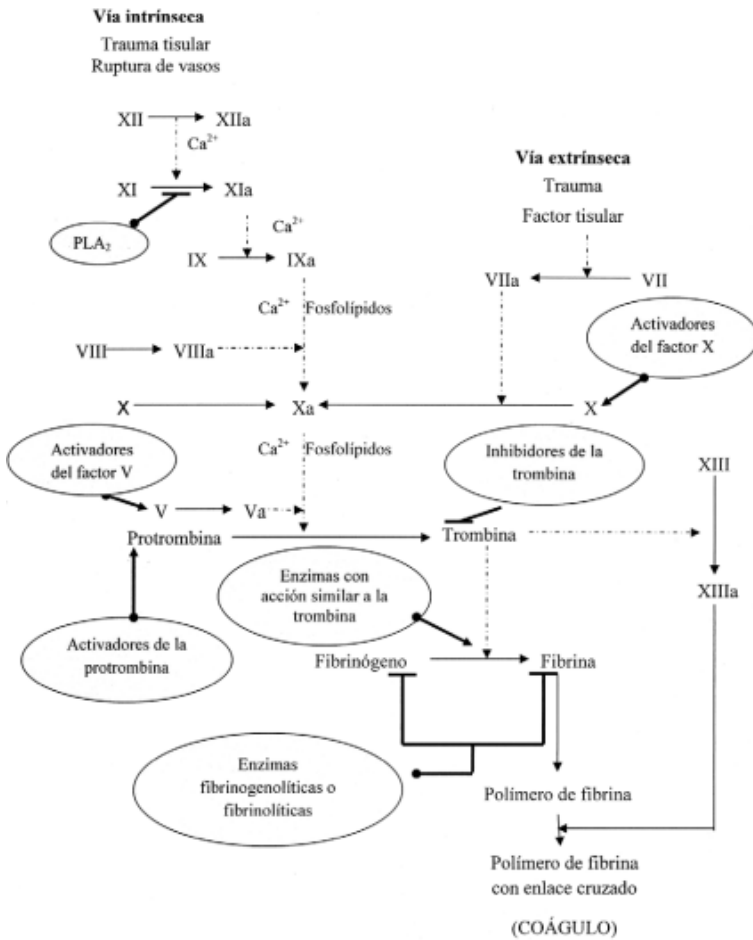 Vía intrínseca
Trauma tisular
Ruptura de vasos
XII XIIa
Ca²⁺
XI XIa
PLA₂
Ca²⁺
IX IXa
Vía extrínseca
Trauma
Factor tisular
VIIa VII
Ca²⁺ Fosfolípidos
VIII VIIIa
Activadores
del factor X
X Xa X
Activadores
del factor V
Ca²⁺ Fosfolípidos
Inhibidores de la
trombina
XIII
V Va
Protrombina Trombina
XIIIa
Enzimas con
acción similar a la
trombina
Activadores de la
protrombina
Fibrinógeno Fibrina
Enzimas
fibrinogenolíticas o
fibrinolíticas
Polímero de fibrina
Polímero de fibrina
con enlace cruzado
(COÁGULO)